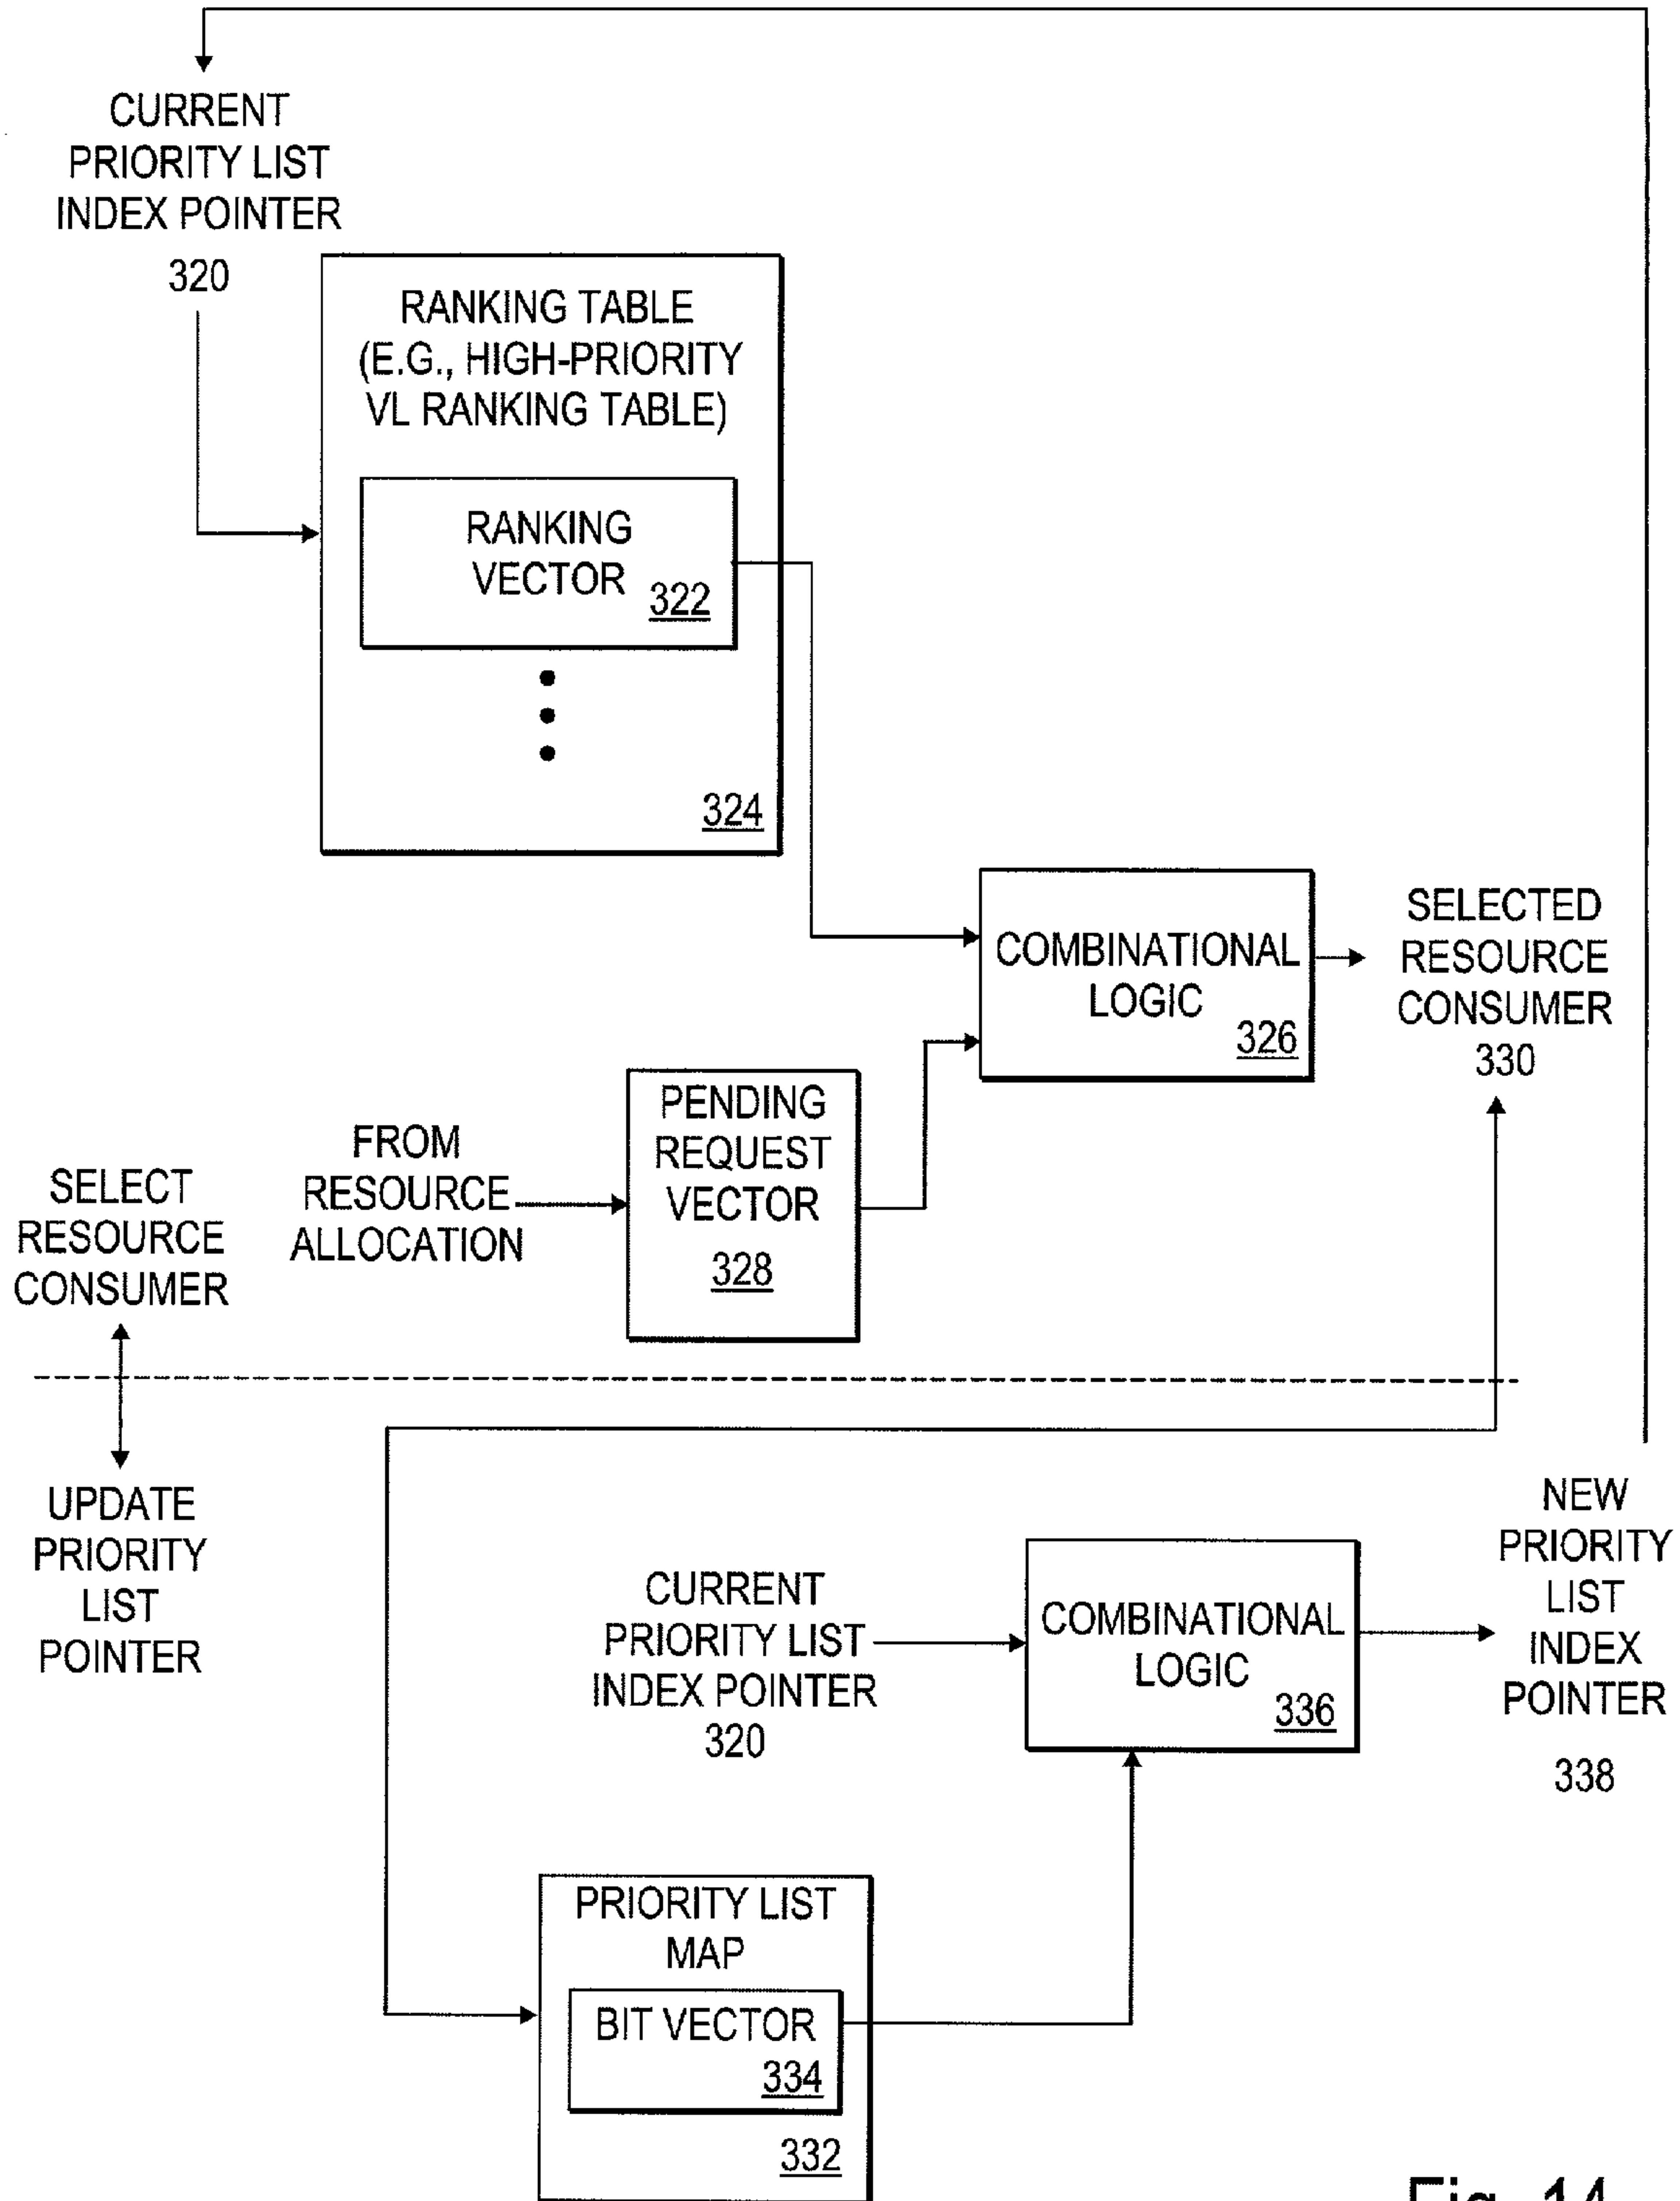 CURRENT
PRIORITY LIST
INDEX POINTER
320
RANKING TABLE
(E.G., HIGH-PRIORITY
VL RANKING TABLE)
RANKING
VECTOR
322
324
COMBINATIONAL
LOGIC
326
SELECTED
RESOURCE
CONSUMER
330
PENDING
REQUEST
VECTOR
328
FROM
RESOURCE
ALLOCATION
SELECT
RESOURCE
CONSUMER
UPDATE
PRIORITY
LIST
POINTER
CURRENT
PRIORITY LIST
INDEX POINTER
320
COMBINATIONAL
LOGIC
336
NEW
PRIORITY
LIST
INDEX
POINTER
338
PRIORITY LIST
MAP
BIT VECTOR
334
332
Fig. 14